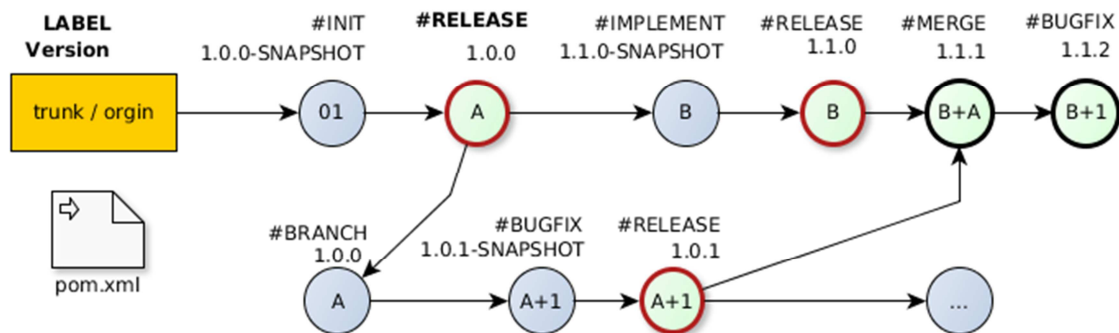 LABEL
Version
#INIT
1.0.0-SNAPSHOT
#RELEASE
1.0.0
#IMPLEMENT
1.1.0-SNAPSHOT
#RELEASE
1.1.0
#MERGE
1.1.1
#BUGFIX
1.1.2
trunk / orgin
01
A
B
B
B+A
B+1
pom.xml
#BRANCH
1.0.0
#BUGFIX
1.0.1-SNAPSHOT
#RELEASE
1.0.1
A
A+1
A+1
...